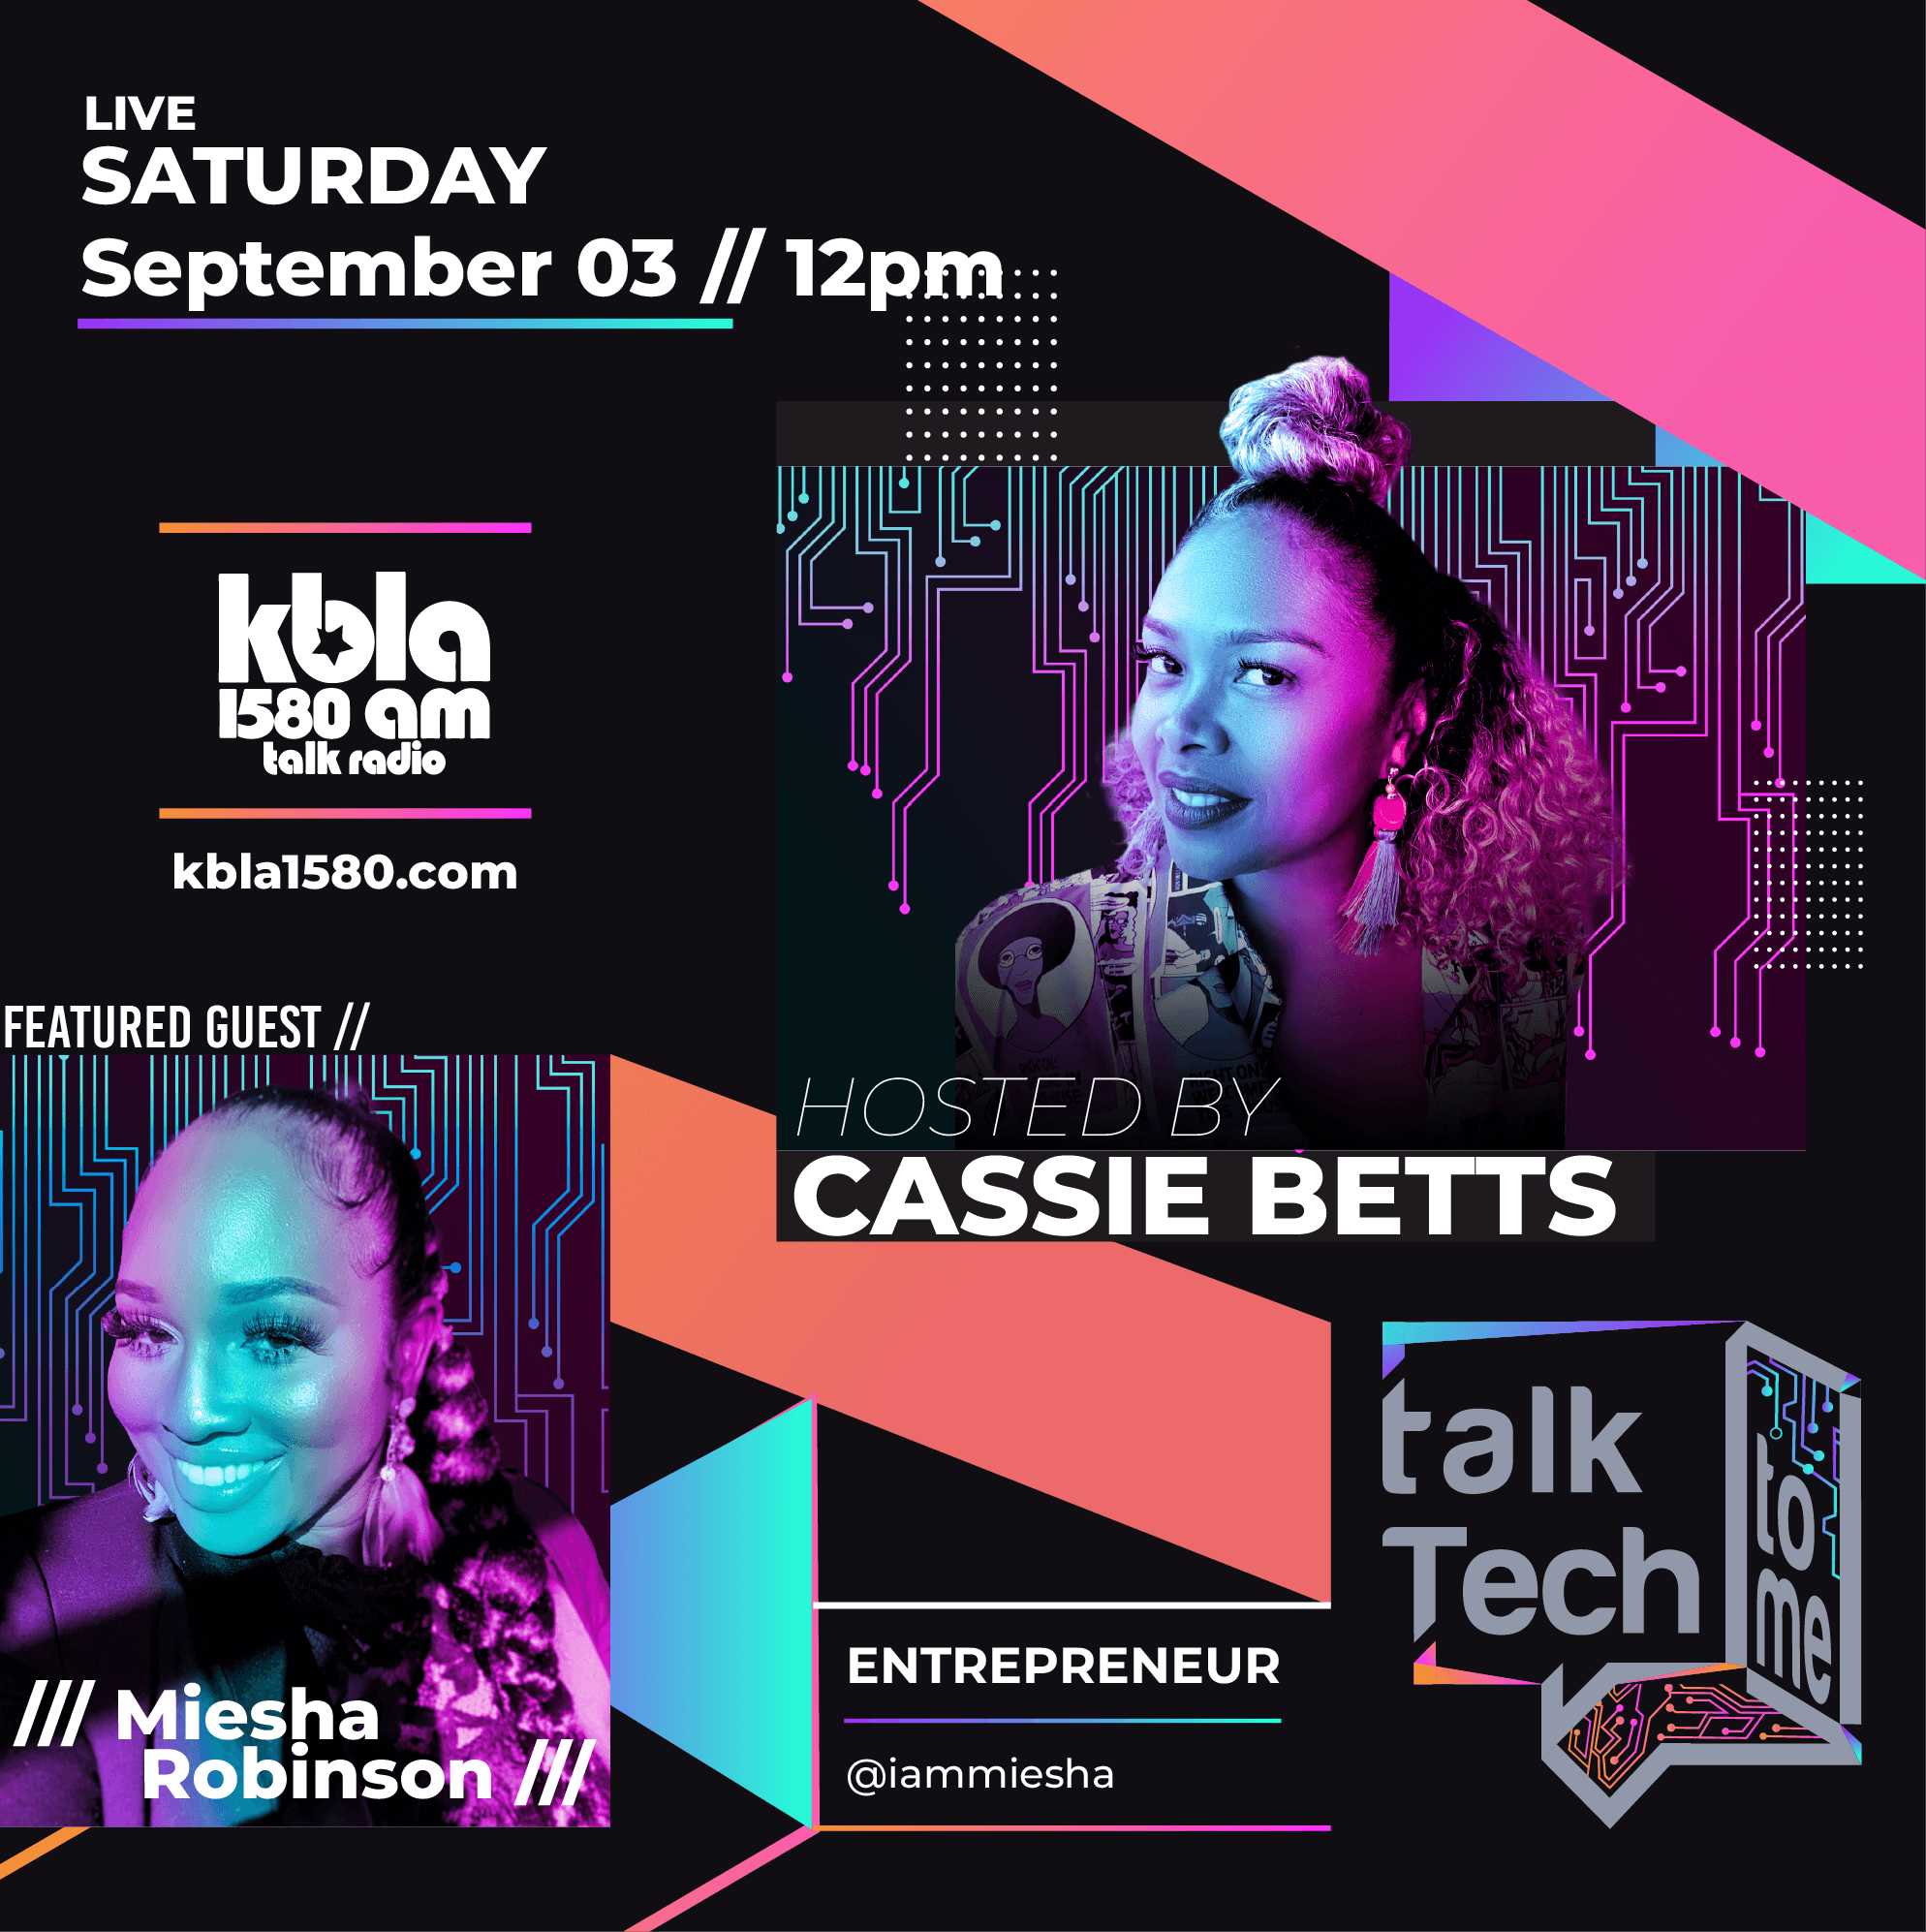 LIVE
SATURDAY
September 03 // 12pm
kbla
1580 am
talk radio
kbla1580.com
HOSTED BY
CASSIE BETTS
FEATURED GUEST //
/// Miesha
Robinson ///
ENTREPRENEUR
@iammiesha
talk
Tech
to
me